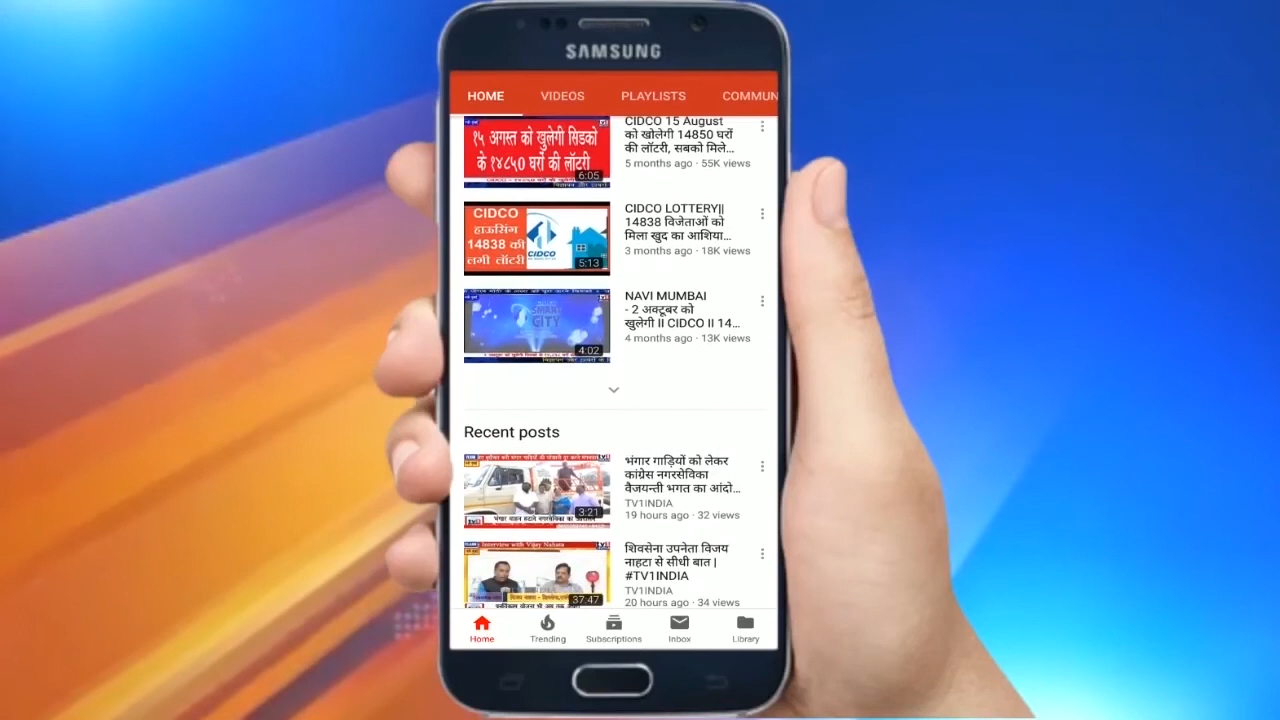 SAMSUNG
HOME VIDEOS PLAYLISTS COMMUN
१५ अगस्त को खुलेगी सिडको
के १४८५० घरों की लॉटरी
6:05
CIDCO 15 August
को खोलेगी 14850 घरों
की लॉटरी, सबको मिले...
5 months ago · 55K views
CIDCO
हाऊसिंग
14838 की
लगी लॉटरी
CIDCO
5:13
CIDCO LOTTERY||
14838 विजेताओं को
मिला खुद का आशिया...
3 months ago · 18K views
SMART
CITY
4:02
NAVI MUMBAI
- 2 अक्टूबर को
खुलेगी II CIDCO II 14...
4 months ago · 13K views
Recent posts
3:21
भंगार गाड़ियों को लेकर
कांग्रेस नगरसेविका
वैजयन्ती भगत का आंदो...
TV1INDIA
19 hours ago · 32 views
Interview with Vijay Nahata
37:47
शिवसेना उपनेता विजय
नाहटा से सीधी बात |
#TV1INDIA
TV1INDIA
20 hours ago · 34 views
Home Trending Subscriptions Inbox Library